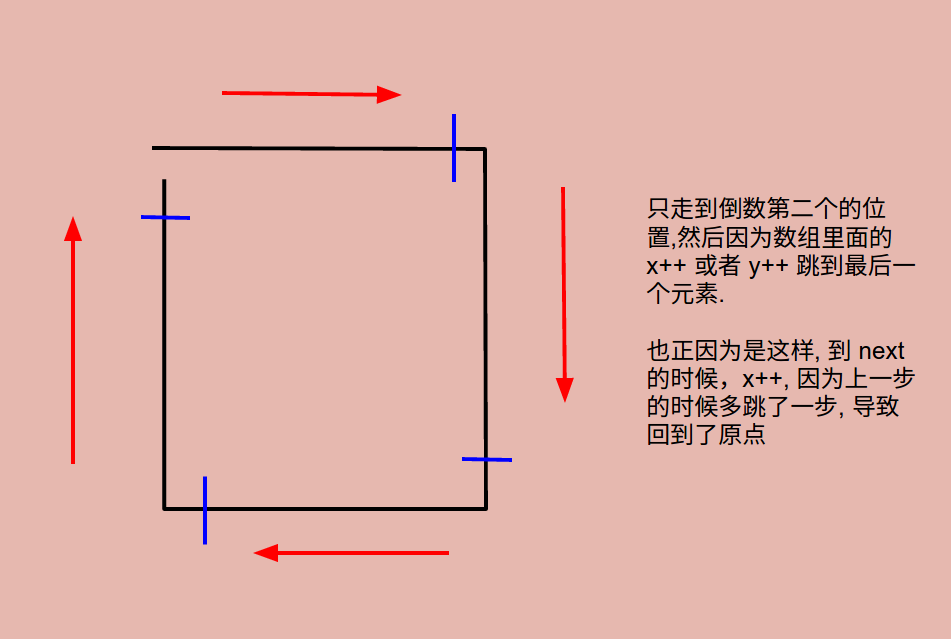 只走到倒数第二个的位
置,然后因为数组里面的
x++ 或者 y++ 跳到最后一
个元素.
也正因为是这样, 到 next
的时候，x++, 因为上一步
的时候多跳了一步, 导致
回到了原点